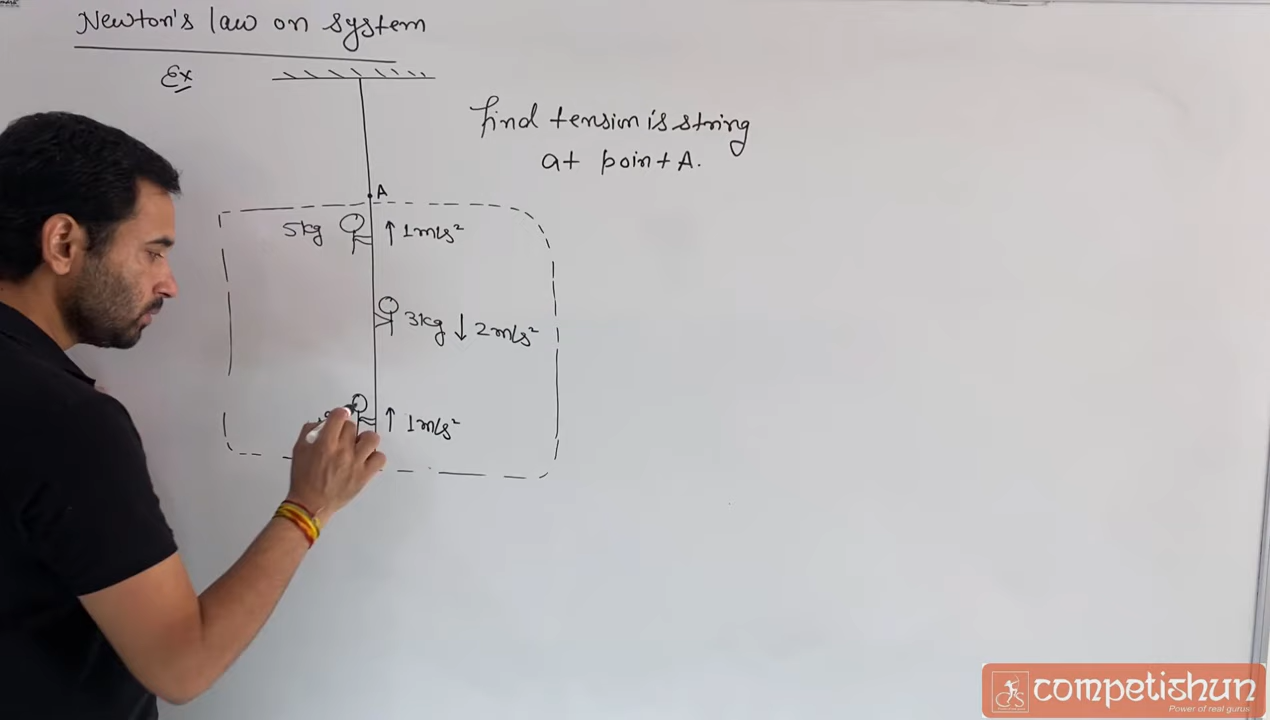 Newton's law on system
Ex
find tension is string
at point A.
A
5kg ↑ 1m/s²
3kg ↓ 2m/s²
↑ 1m/s²
competishun
Power of real gurus